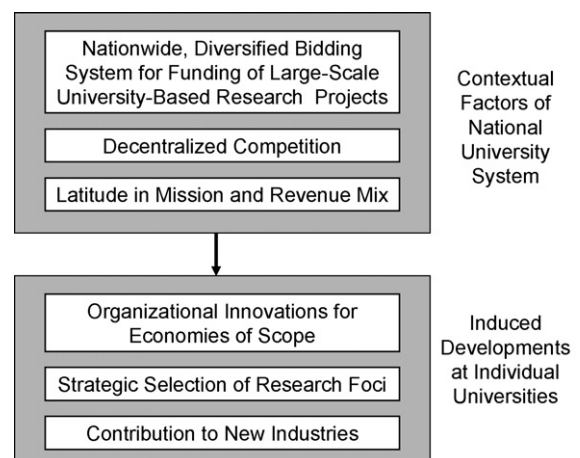 Nationwide, Diversified Bidding
System for Funding of Large-Scale
University-Based Research Projects
Decentralized Competition
Latitude in Mission and Revenue Mix
Contextual
Factors of
National
University
System
Organizational Innovations for
Economies of Scope
Strategic Selection of Research Foci
Contribution to New Industries
Induced
Developments
at Individual
Universities